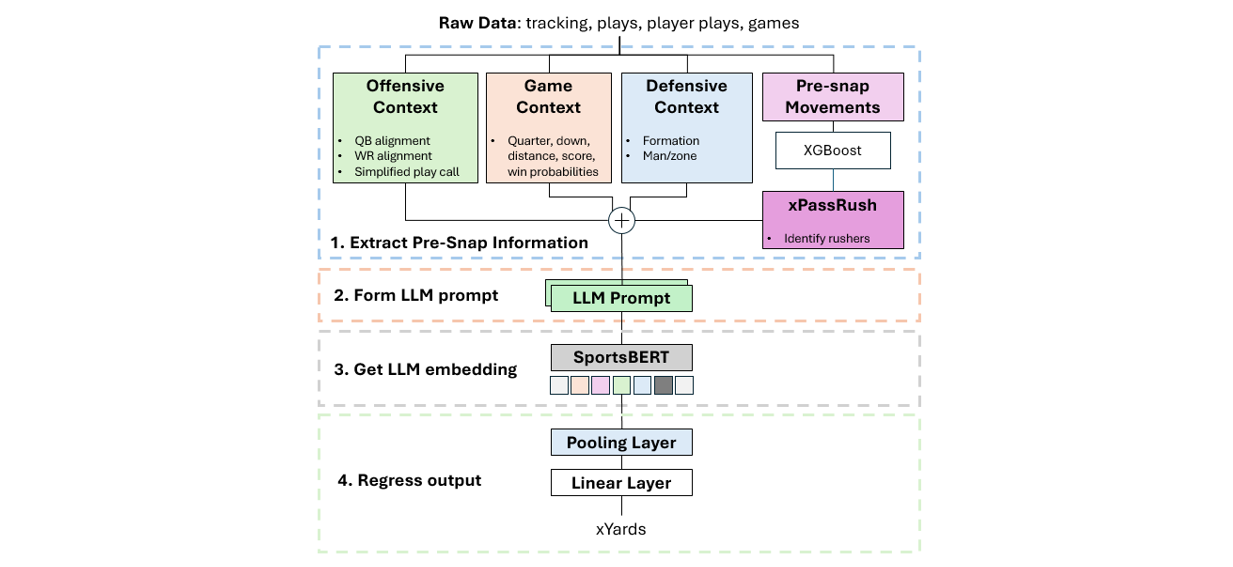 Raw Data: tracking, plays, player plays, games
Offensive
Context
• QB alignment
• WR alignment
• Simplified play call
Game
Context
• Quarter, down,
distance, score,
win probabilities
Defensive
Context
• Formation
• Man/zone
Pre-snap
Movements
XGBoost
xPassRush
• Identify rushers
+
1. Extract Pre-Snap Information
2. Form LLM prompt
LLM Prompt
SportsBERT
3. Get LLM embedding
Pooling Layer
4. Regress output
Linear Layer
xYards